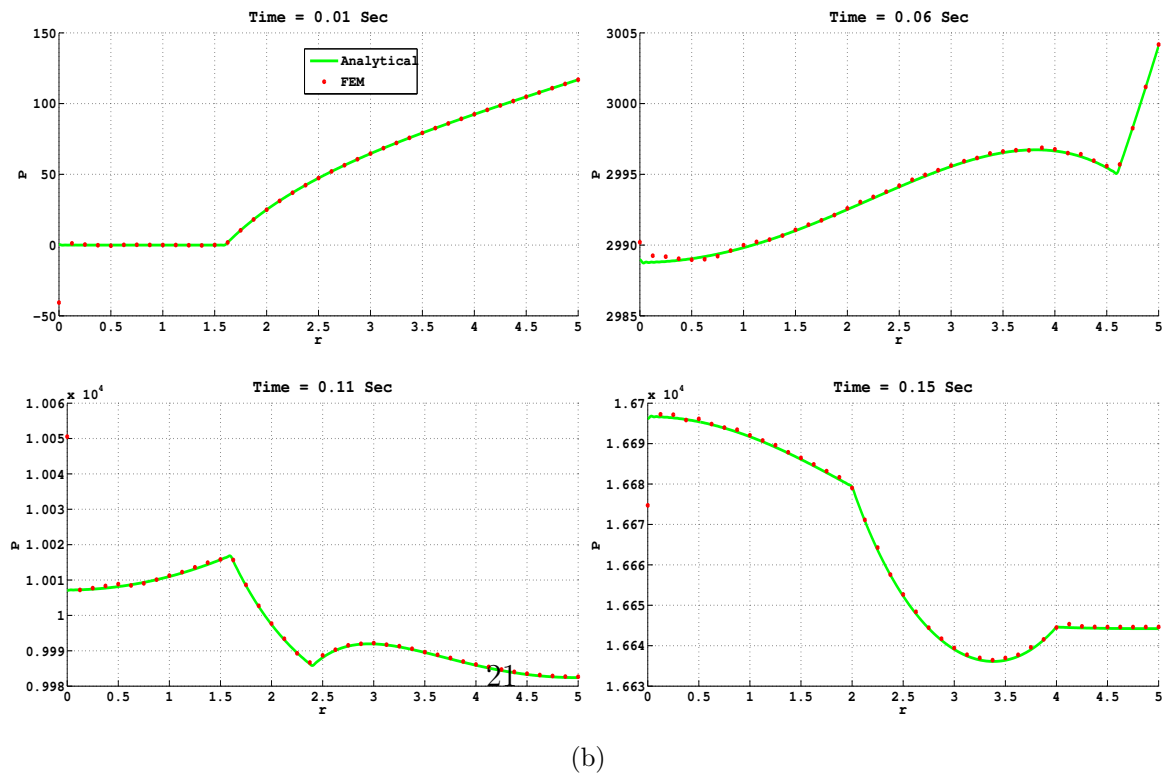 Time = 0.01 Sec
150
100
50
0
−50
P
Analytical
FEM
0 0.5 1 1.5 2 2.5 3 3.5 4 4.5 5
r
Time = 0.06 Sec
3005
3000
2995
2990
2985
P
0 0.5 1 1.5 2 2.5 3 3.5 4 4.5 5
r
Time = 0.11 Sec
x 10^4
1.006
1.005
1.004
1.003
1.002
1.001
1
0.999
0.998
P
21
0 0.5 1 1.5 2 2.5 3 3.5 4 4.5 5
r
Time = 0.15 Sec
x 10^4
1.667
1.6669
1.6668
1.6667
1.6666
1.6665
1.664
1.663
P
0 0.5 1 1.5 2 2.5 3 3.5 4 4.5 5
r
(b)